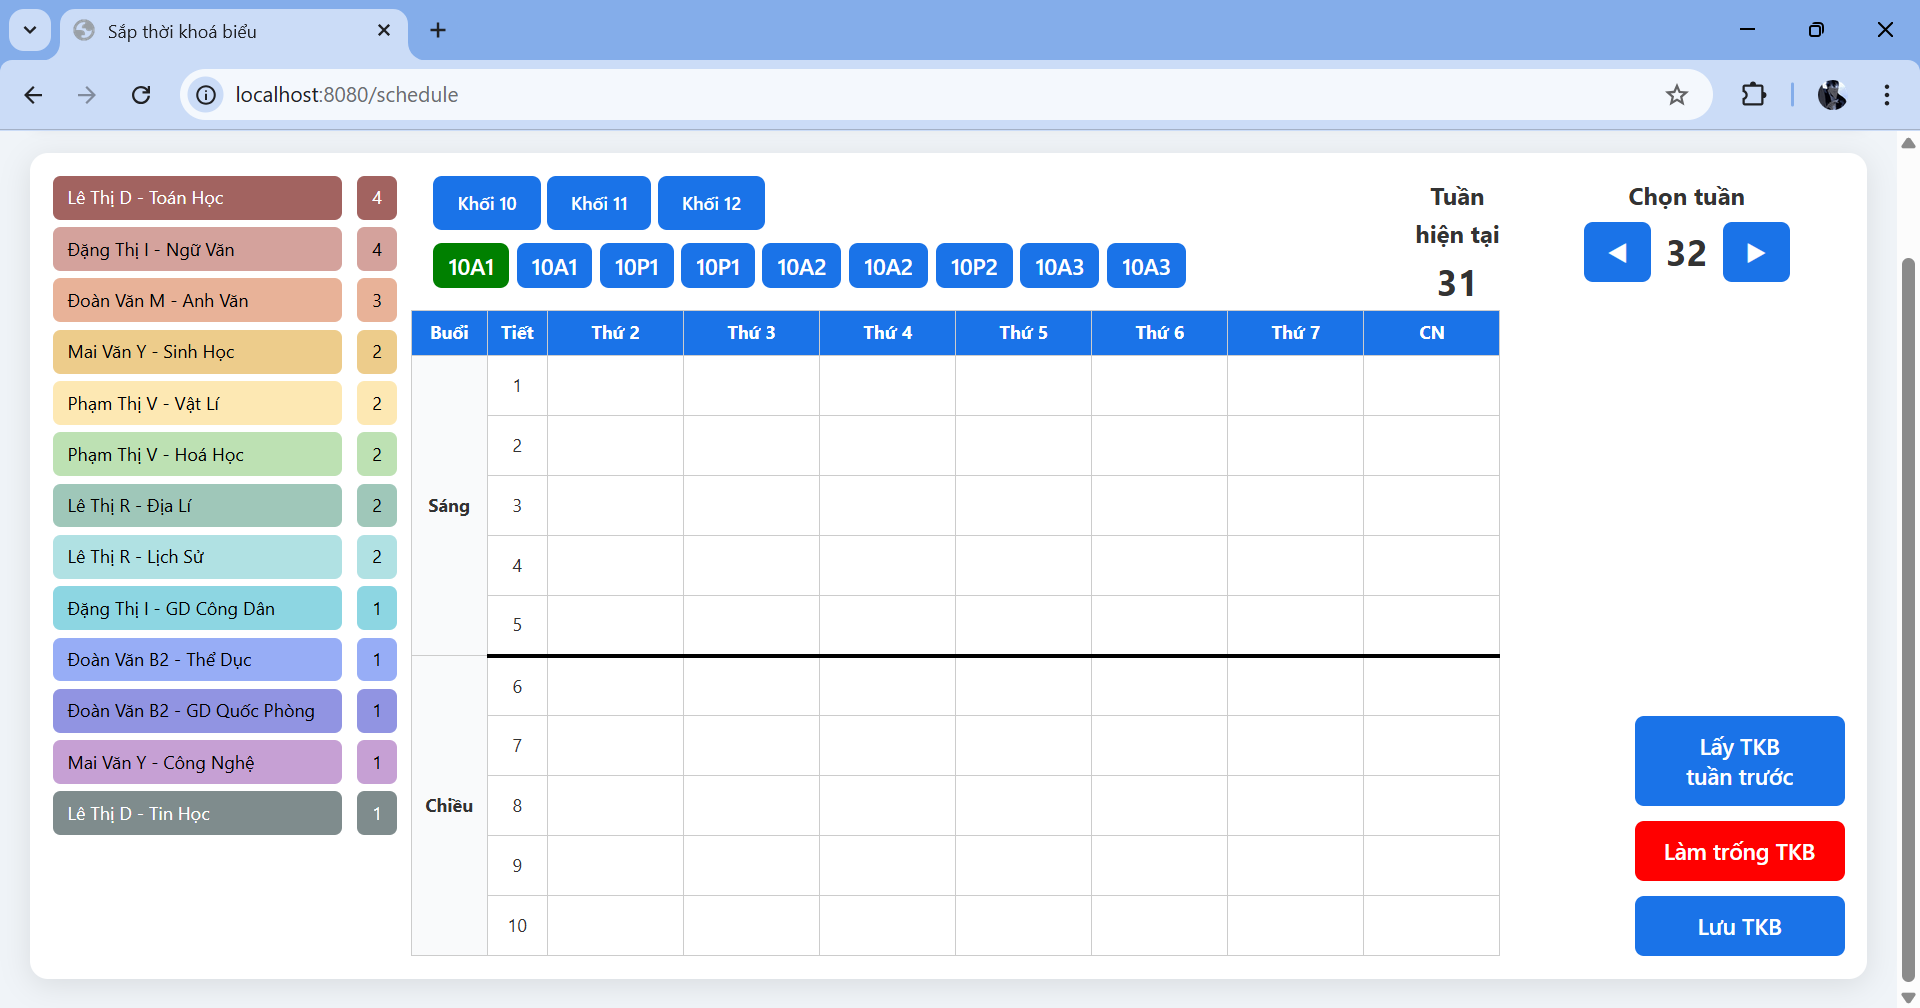 Sắp thời khoá biểu
localhost:8080/schedule
Lê Thị D - Toán Học 4
Đặng Thị I - Ngữ Văn 4
Đoàn Văn M - Anh Văn 3
Mai Văn Y - Sinh Học 2
Phạm Thị V - Vật Lí 2
Phạm Thị V - Hoá Học 2
Lê Thị R - Địa Lí 2
Lê Thị R - Lịch Sử 2
Đặng Thị I - GD Công Dân 1
Đoàn Văn B2 - Thể Dục 1
Đoàn Văn B2 - GD Quốc Phòng 1
Mai Văn Y - Công Nghệ 1
Lê Thị D - Tin Học 1
Khối 10 Khối 11 Khối 12
10A1 10A1 10P1 10P1 10A2 10A2 10P2 10A3 10A3
Tuần
hiện tại
31
Chọn tuần
32
Buổi Tiết Thứ 2 Thứ 3 Thứ 4 Thứ 5 Thứ 6 Thứ 7 CN
1
2
Sáng 3
4
5
6
7
Chiều 8
9
10
Lấy TKB
tuần trước
Làm trống TKB
Lưu TKB